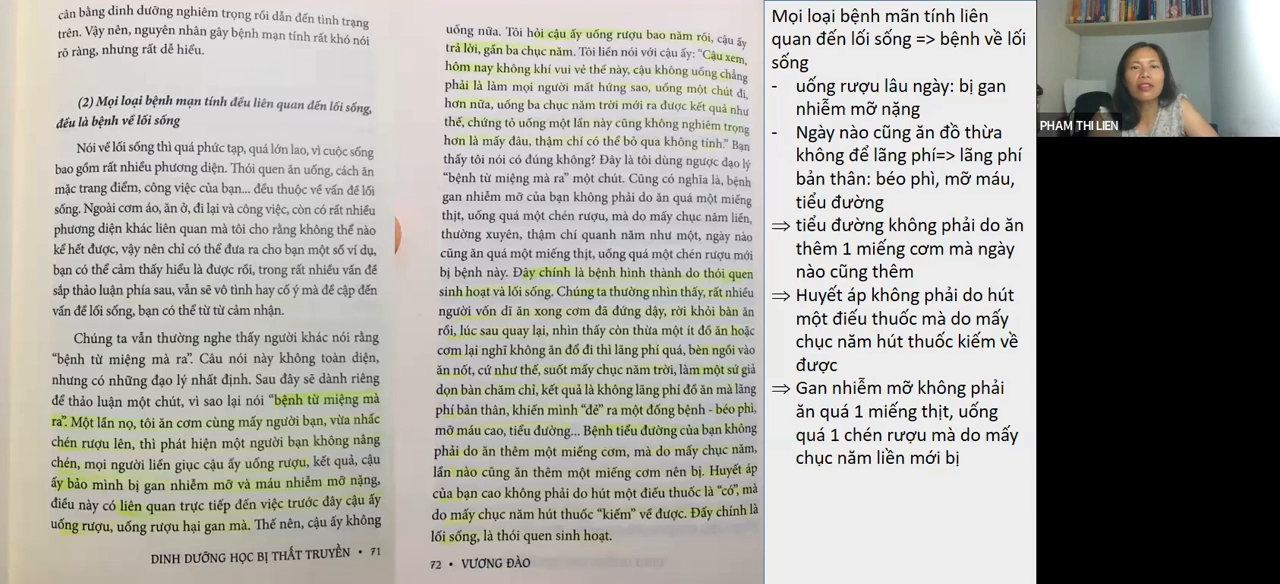 cân bằng dinh dưỡng nghiêm trọng rồi dẫn đến tình trạng
trên. Vậy nên, nguyên nhân gây bệnh mạn tính rất khó nói
rõ ràng, nhưng rất dễ hiểu.
(2) Mọi loại bệnh mạn tính đều liên quan đến lối sống,
đều là bệnh về lối sống
Nói về lối sống thì quá phức tạp, quá lớn lao, vì cuộc sống
bao gồm rất nhiều phương diện. Thói quen ăn uống, cách ăn
mặc trang điểm, công việc của bạn... đều thuộc về vấn đề lối
sống. Ngoài cơm áo, ăn ở, đi lại và công việc, còn có rất nhiều
phương diện khác liên quan mà tôi cho rằng không thể nào
kể hết được, vậy nên chỉ có thể đưa ra cho bạn một số ví dụ,
bạn có thể cảm thấy hiểu là được rồi, trong rất nhiều vấn đề
sắp thảo luận phía sau, vẫn sẽ vô tình hay cố ý mà đề cập đến
vấn đề lối sống, bạn có thể từ từ cảm nhận.
Chúng ta vẫn thường nghe thấy người khác nói rằng
“bệnh từ miệng mà ra”. Câu nói này không toàn diện,
nhưng có những đạo lý nhất định. Sau đây sẽ dành riêng
để thảo luận một chút, vì sao lại nói “bệnh từ miệng mà
ra”. Một lần nọ, tôi ăn cơm cùng mấy người bạn, vừa nhấc
chén rượu lên, thì phát hiện một người bạn không nâng
chén, mọi người liền giục cậu ấy uống rượu, kết quả, cậu
ấy bảo mình bị gan nhiễm mỡ và máu nhiễm mỡ nặng,
điều này có liên quan trực tiếp đến việc trước đây cậu ấy
uống rượu, uống rượu hại gan mà. Thế nên, cậu ấy không
DINH DƯỠNG HỌC BỊ THẤT TRUYỀN • 71
uống nữa. Tôi hỏi cậu ấy uống rượu bao năm rồi, cậu ấy
trả lời, gần ba chục năm. Tôi liền nói với cậu ấy: “Cậu xem,
hôm nay không khí vui vẻ thế này, cậu không uống chẳng
phải là làm mọi người mất hứng sao, uống một chút đi,
hơn nữa, uống ba chục năm trời mới ra được kết quả như
thế, chứng tỏ uống một lần này cũng không nghiêm trọng
hơn là mấy đâu, thậm chí có thể bỏ qua không tính.” Bạn
thấy tôi nói có đúng không? Đây là tôi dùng ngược đạo lý
“bệnh từ miệng mà ra” một chút. Cũng có nghĩa là, bệnh
gan nhiễm mỡ của bạn không phải do ăn quá một miếng
thịt, uống quá một chén rượu, mà do mấy chục năm liền,
thường xuyên, thậm chí quanh năm như một, ngày nào
cũng ăn quá một miếng thịt, uống quá một chén rượu mới
bị bệnh này. Đây chính là bệnh hình thành do thói quen
sinh hoạt và lối sống. Chúng ta thường nhìn thấy, rất nhiều
người vốn dĩ ăn xong cơm đã đứng dậy, rời khỏi bàn ăn
rồi, lúc sau quay lại, nhìn thấy còn thừa một ít đồ ăn hoặc
cơm lại nghĩ không ăn đổ đi thì lãng phí quá, bèn ngồi vào
ăn nốt, cứ như thế, suốt mấy chục năm trời, làm một sứ giả
dọn bàn chăm chỉ, kết quả là không lãng phí đồ ăn mà lãng
phí bản thân, khiến mình “đẻ” ra một đống bệnh - béo phì,
mỡ máu cao, tiểu đường... Bệnh tiểu đường của bạn không
phải do ăn thêm một miếng cơm, mà do mấy chục năm,
lần nào cũng ăn thêm một miếng cơm nên bị. Huyết áp
của bạn cao không phải do hút một điếu thuốc là “có”, mà
do mấy chục năm hút thuốc “kiếm” về được. Đấy chính là
lối sống, là thói quen sinh hoạt.
72 • VƯƠNG ĐÀO
Mọi loại bệnh mãn tính liên
quan đến lối sống => bệnh về lối
sống
- uống rượu lâu ngày: bị gan
nhiễm mỡ nặng
- Ngày nào cũng ăn đồ thừa
không để lãng phí=> lãng phí
bản thân: béo phì, mỡ máu,
tiểu đường
⇒ tiểu đường không phải do ăn
thêm 1 miếng cơm mà ngày
nào cũng thêm
⇒ Huyết áp không phải do hút
một điếu thuốc mà do mấy
chục năm hút thuốc kiếm về
được
⇒ Gan nhiễm mỡ không phải
ăn quá 1 miếng thịt, uống
quá 1 chén rượu mà do mấy
chục năm liền mới bị
PHAM THI LIEN